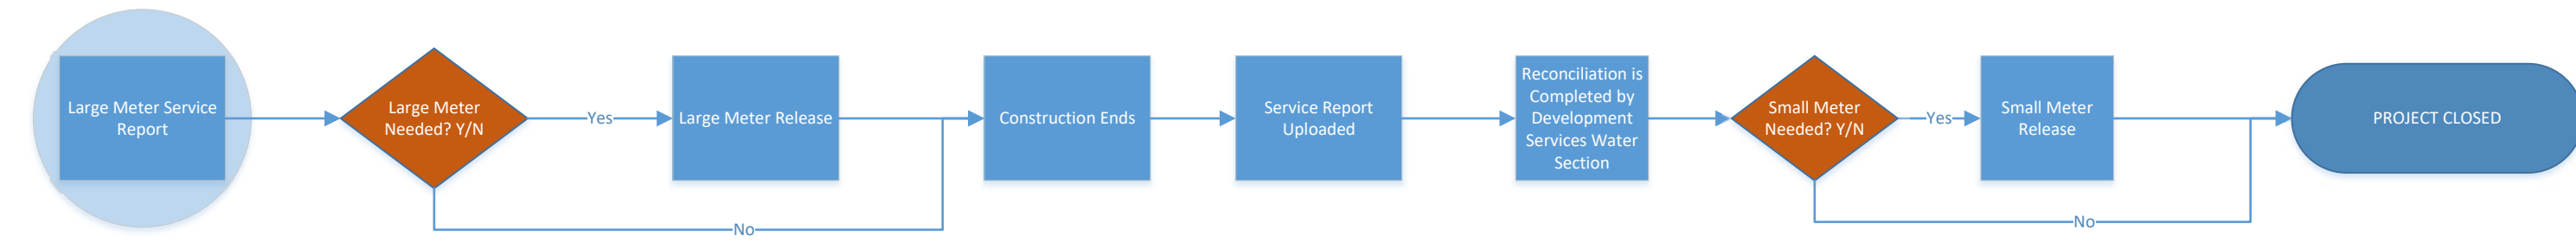 Large Meter Service
Report
Large Meter
Needed? Y/N
Yes
Large Meter Release
No
Construction Ends
Service Report
Uploaded
Reconciliation is
Completed by
Development
Services Water
Section
Small Meter
Needed? Y/N
Yes
Small Meter
Release
No
PROJECT CLOSED